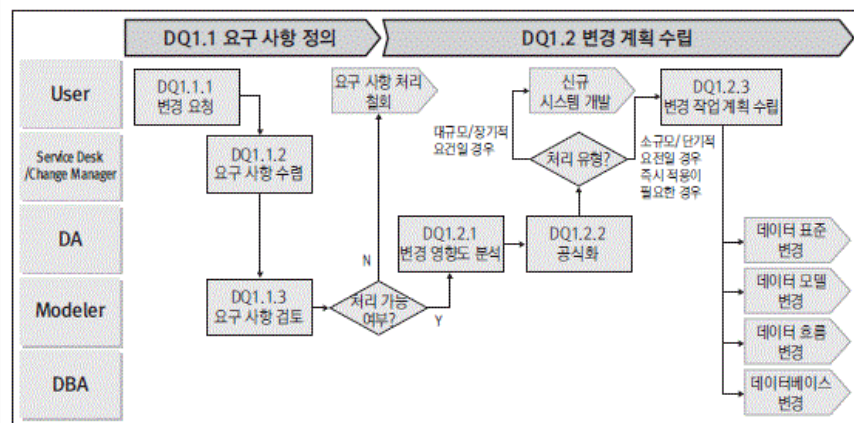 DQ1.1 요구 사항 정의
DQ1.2 변경 계획 수립
User
DQ1.1.1
변경 요청
요구 사항 처리
철회
신규
시스템 개발
DQ1.2.3
변경 작업 계획 수립
Service Desk
/Change Manager
DQ1.1.2
요구 사항 수렴
대규모/장기적
요건일 경우
처리 유형?
소규모/단기적
요전일 경우
즉시 적용이
필요한 경우
DA
DQ1.2.1
변경 영향도 분석
DQ1.2.2
공식화
데이터 표준
변경
N
Modeler
DQ1.1.3
요구 사항 검토
처리 가능
여부?
Y
데이터 모델
변경
데이터 흐름
변경
DBA
데이터베이스
변경